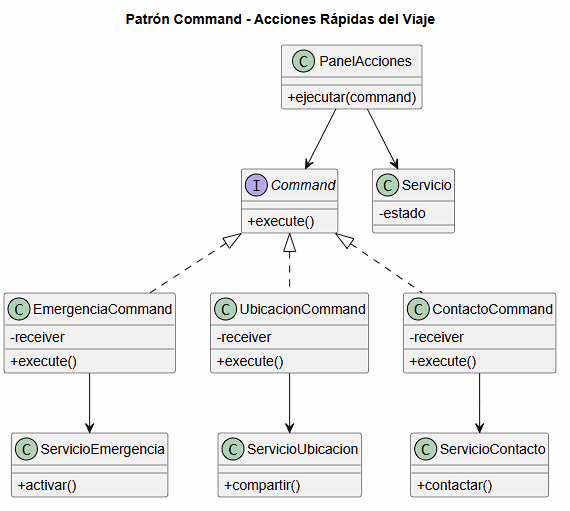 Patrón Command - Acciones Rápidas del Viaje
C PanelAcciones
+ejecutar(command)
I Command
+execute()
C Servicio
-estado
C EmergenciaCommand
-receiver
+execute()
C UbicacionCommand
-receiver
+execute()
C ContactoCommand
-receiver
+execute()
C ServicioEmergencia
+activar()
C ServicioUbicacion
+compartir()
C ServicioContacto
+contactar()